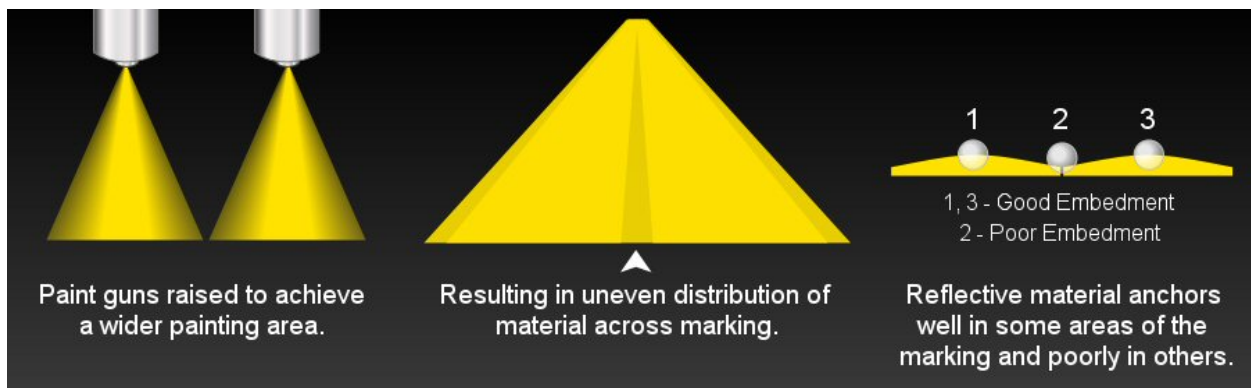 Paint guns raised to achieve
a wider painting area.
Resulting in uneven distribution of
material across marking.
1 2 3
1, 3 - Good Embedment
2 - Poor Embedment
Reflective material anchors
well in some areas of the
marking and poorly in others.